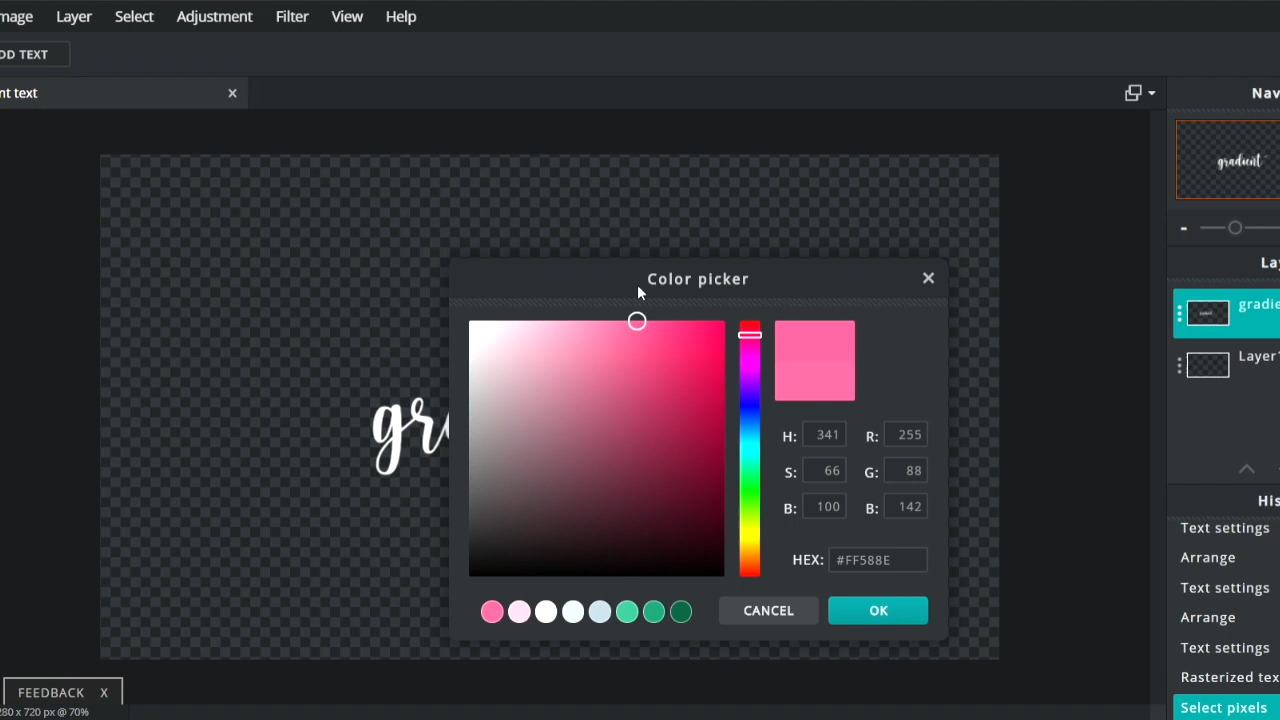 mage Layer Select Adjustment Filter View Help
DD TEXT
nt text
Nav
gradient
La
gradie
Layer
gr
Color picker
H: 341 R: 255
S: 66 G: 88
B: 100 B: 142
HEX: #FF588E
CANCEL OK
His
Text settings
Arrange
Text settings
Arrange
Text settings
Rasterized tex
Select pixels
FEEDBACK X
280 x 720 px @ 70%